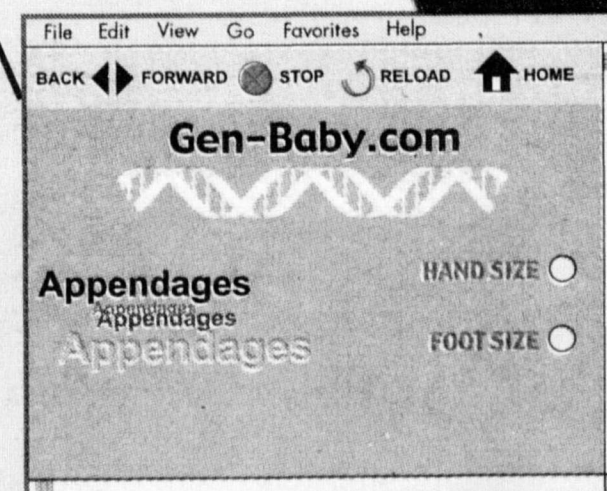 File Edit View Go Favorites Help
BACK FORWARD STOP RELOAD HOME
Gen-Baby.com
Appendages
Appendages
Appendages
Appendages
HAND SIZE
FOOT SIZE